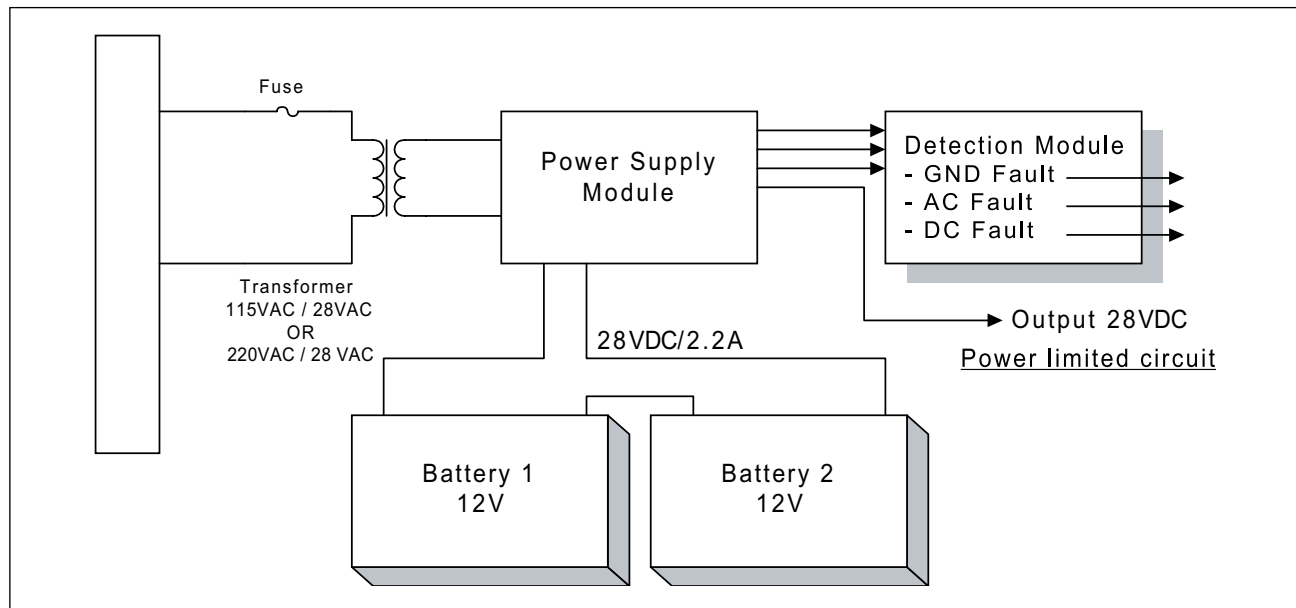 Fuse
Transformer
115VAC / 28VAC
OR
220VAC / 28 VAC
Power Supply
Module
28VDC/2.2A
Detection Module
- GND Fault
- AC Fault
- DC Fault
Output 28VDC
Power limited circuit
Battery 1
12V
Battery 2
12V